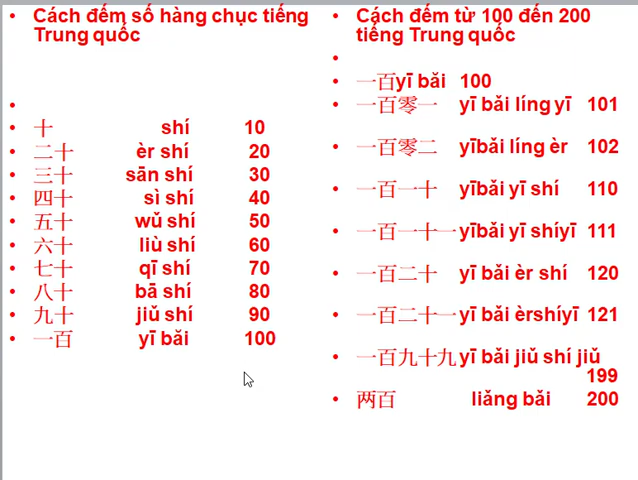 • Cách đếm số hàng chục tiếng
Trung quốc
•
• 十 shí 10
• 二十 èr shí 20
• 三十 sān shí 30
• 四十 sì shí 40
• 五十 wǔ shí 50
• 六十 liù shí 60
• 七十 qī shí 70
• 八十 bā shí 80
• 九十 jiǔ shí 90
• 一百 yī bǎi 100
• Cách đếm từ 100 đến 200
tiếng Trung quốc
•
• 一百yī bǎi 100
• 一百零一 yī bǎi líng yī 101
• 一百零二 yībǎi líng èr 102
• 一百一十 yībǎi yī shí 110
• 一百一十一 yībǎi yī shíyī 111
• 一百二十 yī bǎi èr shí 120
• 一百二十一 yī bǎi èrshíyī 121
• 一百九十九 yī bǎi jiǔ shí jiǔ
199
• 两百 liǎng bǎi 200